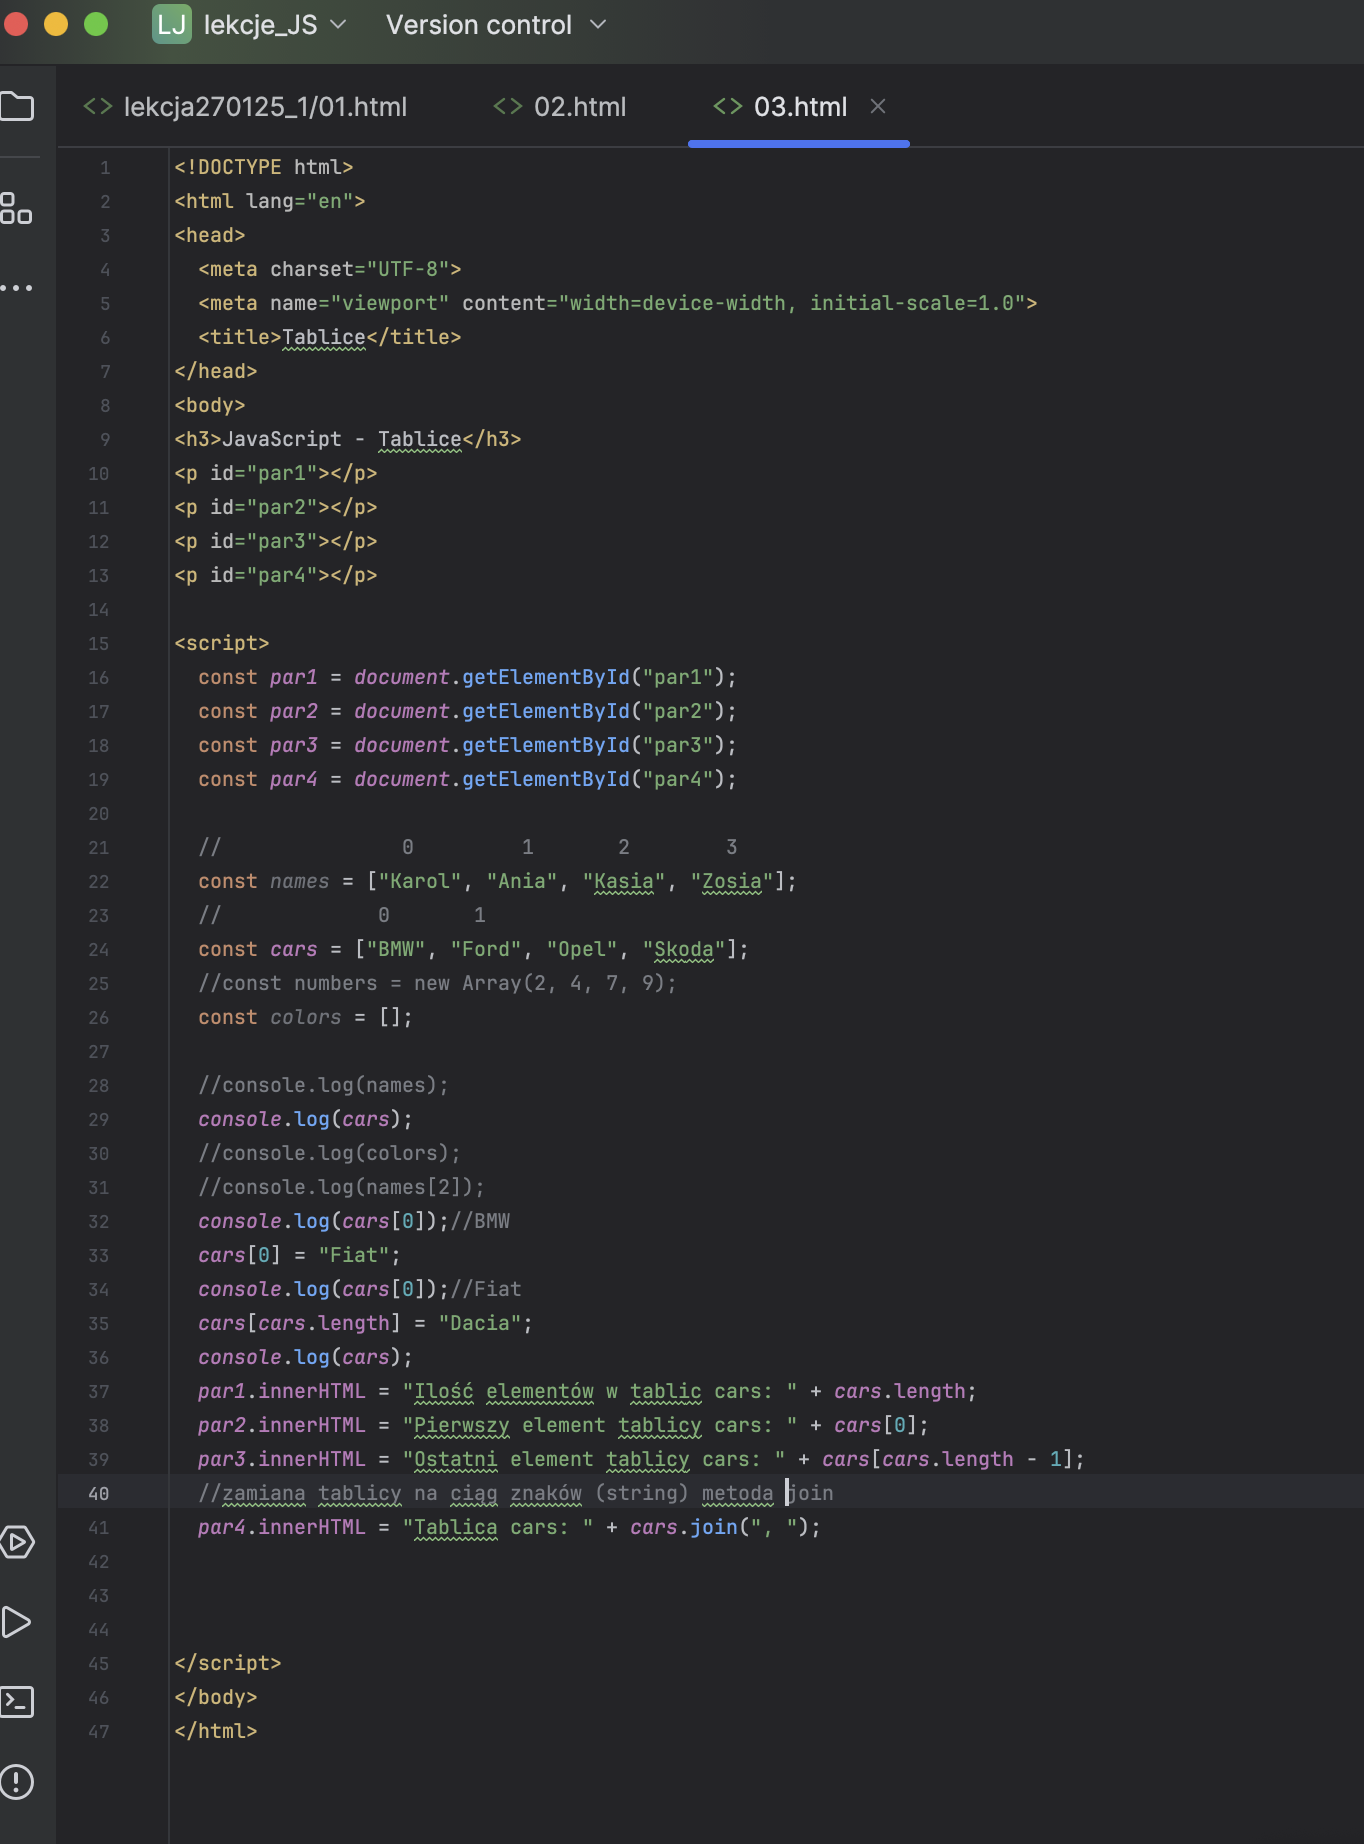 LJ lekcje_JS Version control
lekcja270125_1/01.html 02.html 03.html
1 <!DOCTYPE html>
2 <html lang="en">
3 <head>
4   <meta charset="UTF-8">
5   <meta name="viewport" content="width=device-width, initial-scale=1.0">
6   <title>Tablice</title>
7 </head>
8 <body>
9 <h3>JavaScript - Tablice</h3>
10 <p id="par1"></p>
11 <p id="par2"></p>
12 <p id="par3"></p>
13 <p id="par4"></p>
14
15 <script>
16   const par1 = document.getElementById("par1");
17   const par2 = document.getElementById("par2");
18   const par3 = document.getElementById("par3");
19   const par4 = document.getElementById("par4");
20
21   //               0         1       2        3
22   const names = ["Karol", "Ania", "Kasia", "Zosia"];
23   //             0       1
24   const cars = ["BMW", "Ford", "Opel", "Skoda"];
25   //const numbers = new Array(2, 4, 7, 9);
26   const colors = [];
27
28   //console.log(names);
29   console.log(cars);
30   //console.log(colors);
31   //console.log(names[2]);
32   console.log(cars[0]);//BMW
33   cars[0] = "Fiat";
34   console.log(cars[0]);//Fiat
35   cars[cars.length] = "Dacia";
36   console.log(cars);
37   par1.innerHTML = "Ilość elementów w tablic cars: " + cars.length;
38   par2.innerHTML = "Pierwszy element tablicy cars: " + cars[0];
39   par3.innerHTML = "Ostatni element tablicy cars: " + cars[cars.length - 1];
40   //zamiana tablicy na ciąg znaków (string) metoda join
41   par4.innerHTML = "Tablica cars: " + cars.join(", ");
42
43
44
45 </script>
46 </body>
47 </html>